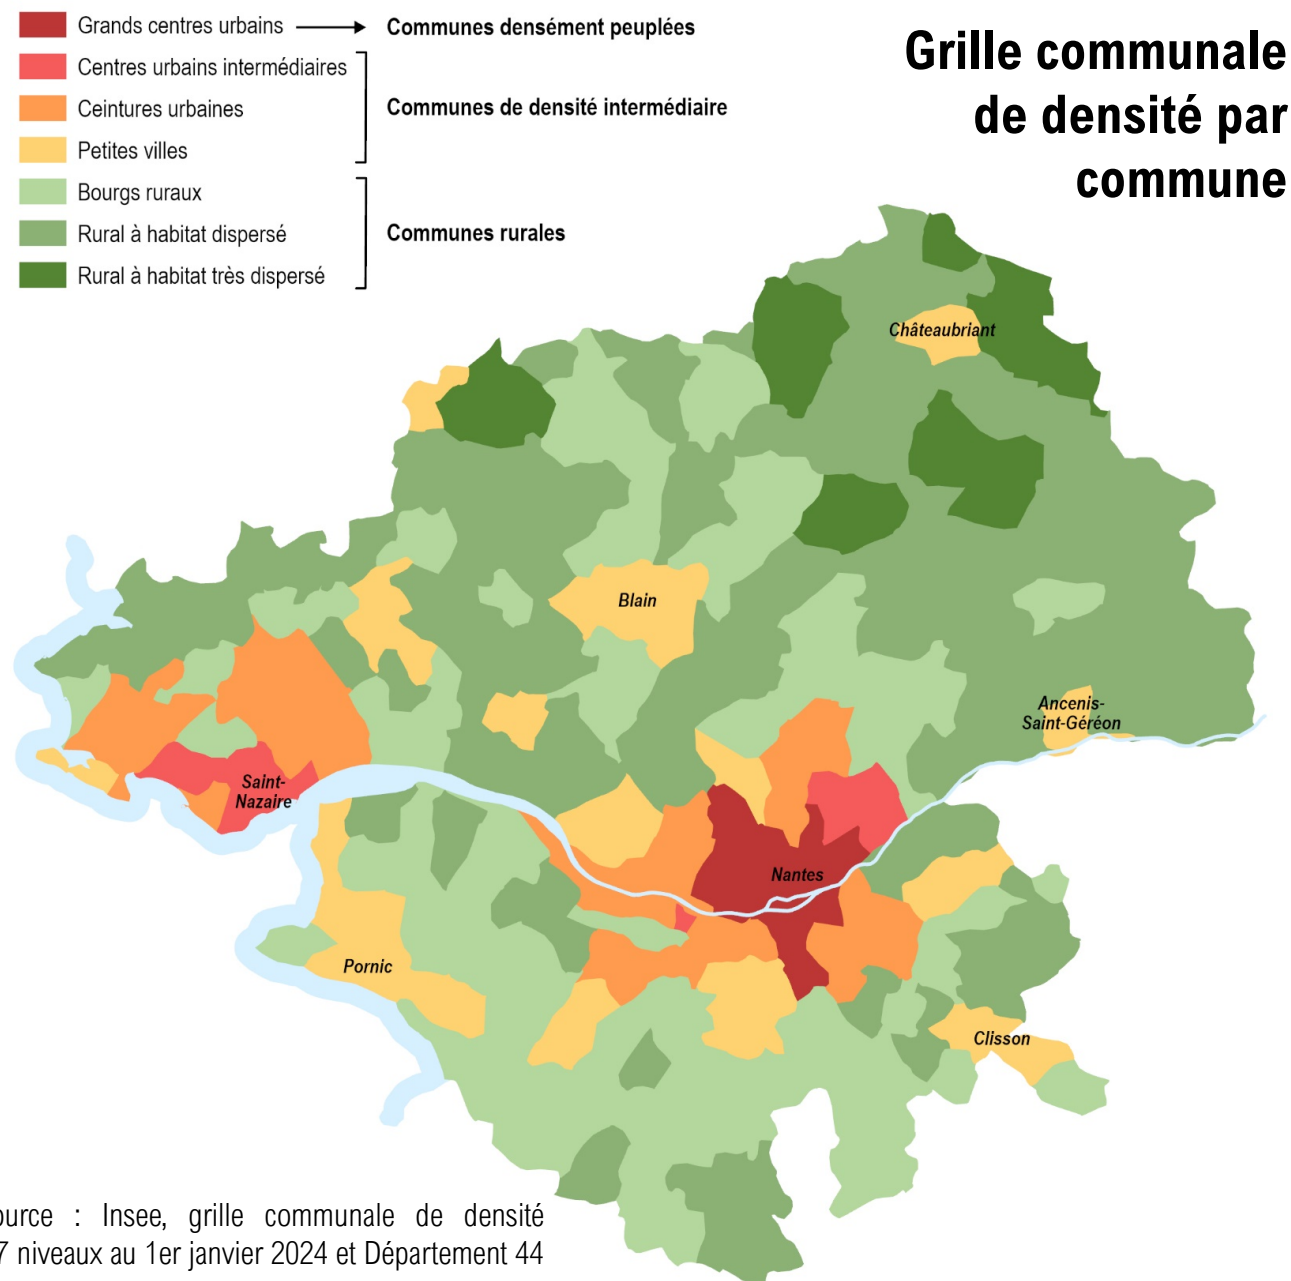 Grands centres urbains
Communes densément peuplées
Centres urbains intermédiaires
Ceintures urbaines
Petites villes
Communes de densité intermédiaire
Bourgs ruraux
Rural à habitat dispersé
Rural à habitat très dispersé
Communes rurales
Grille communale
de densité par
commune
Châteaubriant
Blain
Ancenis-
Saint-Géréon
Saint-
Nazaire
Nantes
Pornic
Clisson
ource : Insee, grille communale de densité
7 niveaux au 1er janvier 2024 et Département 44